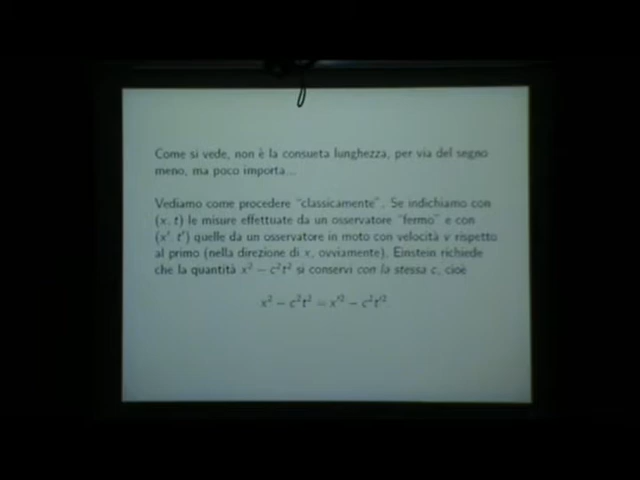 Come si vede, non è la consueta lunghezza, per via del segno
meno, ma poco importa...
Vediamo come procedere "classicamente". Se indichiamo con
(x, t) le misure effettuate da un osservatore "fermo" e con
(x′, t′) quelle da un osservatore in moto con velocità v rispetto
al primo (nella direzione di x, ovviamente), Einstein richiede
che la quantità x² − c²t² si conservi con la stessa c, cioè
x² − c²t² = x′² − c²t′²